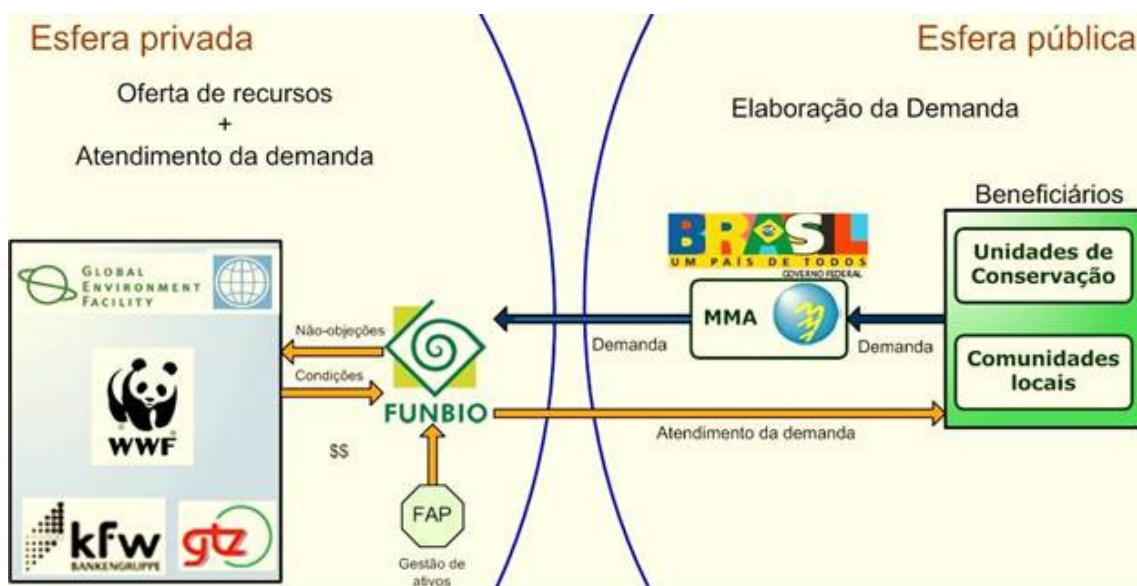 Esfera privada
Oferta de recursos
+
Atendimento da demanda
Esfera pública
Elaboração da Demanda
Beneficiários
Unidades de
Conservação
Comunidades
locais
BRASIL
UM PAÍS DE TODOS
GOVERNO FEDERAL
MMA
Demanda
Demanda
Atendimento da demanda
GLOBAL
ENVIRONMENT
FACILITY
WWF
kfw
BANKENGRUPPE
gtz
Não-objeções
Condições
$$
FUNBIO
FAP
Gestão de
ativos